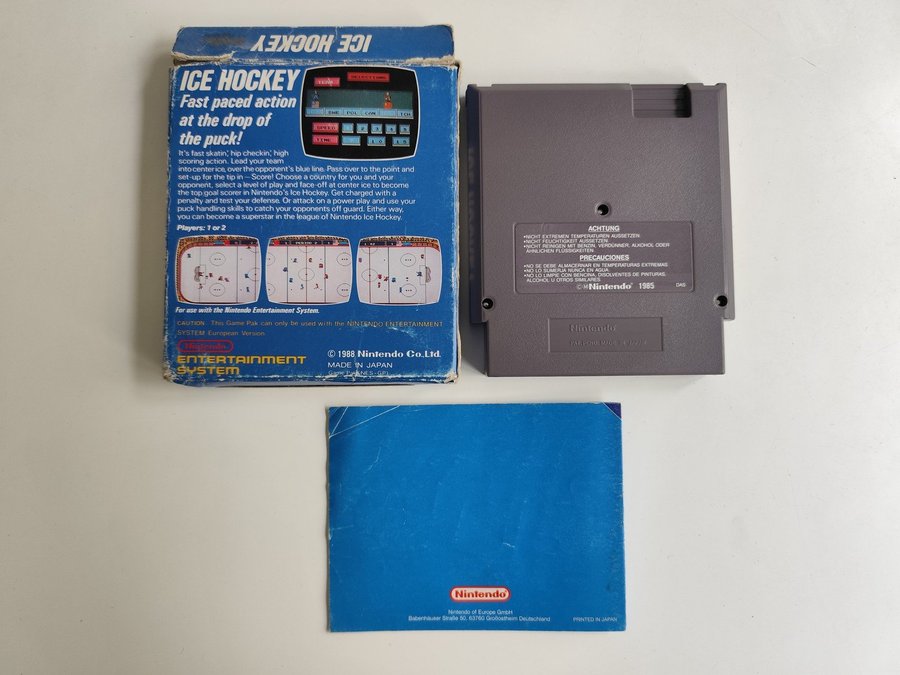 ICE HOCKEY
ICE HOCKEY
Fast paced action
at the drop of
the puck!
SELECTIONS
TEAM
SPEED
TIME
It's fast skatin', hip checkin', high
scoring action. Lead your team
into center ice, over the opponent's blue line. Pass over to the point and
set-up for the tip in—Score! Choose a country for you and your
opponent, select a level of play and face-off at center ice to become
the top goal scorer in Nintendo's Ice Hockey. Get charged with a
penalty and test your defense. Or attack on a power play and use your
puck handling skills to catch your opponents off guard. Either way,
you can become a superstar in the league of Nintendo Ice Hockey.
Players: 1 or 2
For use with the Nintendo Entertainment System.
CAUTION: This Game Pak can only be used with the NINTENDO ENTERTAINMENT
SYSTEM European Version.
Nintendo
ENTERTAINMENT
SYSTEM
© 1988 Nintendo Co., Ltd.
MADE IN JAPAN
ACHTUNG
•NICHT EXTREMEN TEMPERATUREN AUSSETZEN.
•NICHT FEUCHTIGKEIT AUSSETZEN.
•NICHT REINIGEN MIT BENZIN, VERDÜNNER, ALKOHOL ODER
ÄHNLICHEN FLÜSSIGKEITEN.
PRECAUCIONES
•NO SE DEBE ALMACENAR EN TEMPERATURAS EXTREMAS.
•NO LO SUMERJA NUNCA EN AGUA.
•NO LO LIMPIE CON BENCINA, DISOLVENTES DE PINTURAS,
ALCOHOL U OTROS SIMILARES.
©M Nintendo 1985
DAS
Nintendo
Nintendo
Nintendo of Europe GmbH
Babenhäuser Straße 50, 63760 Großostheim Deutschland
PRINTED IN JAPAN